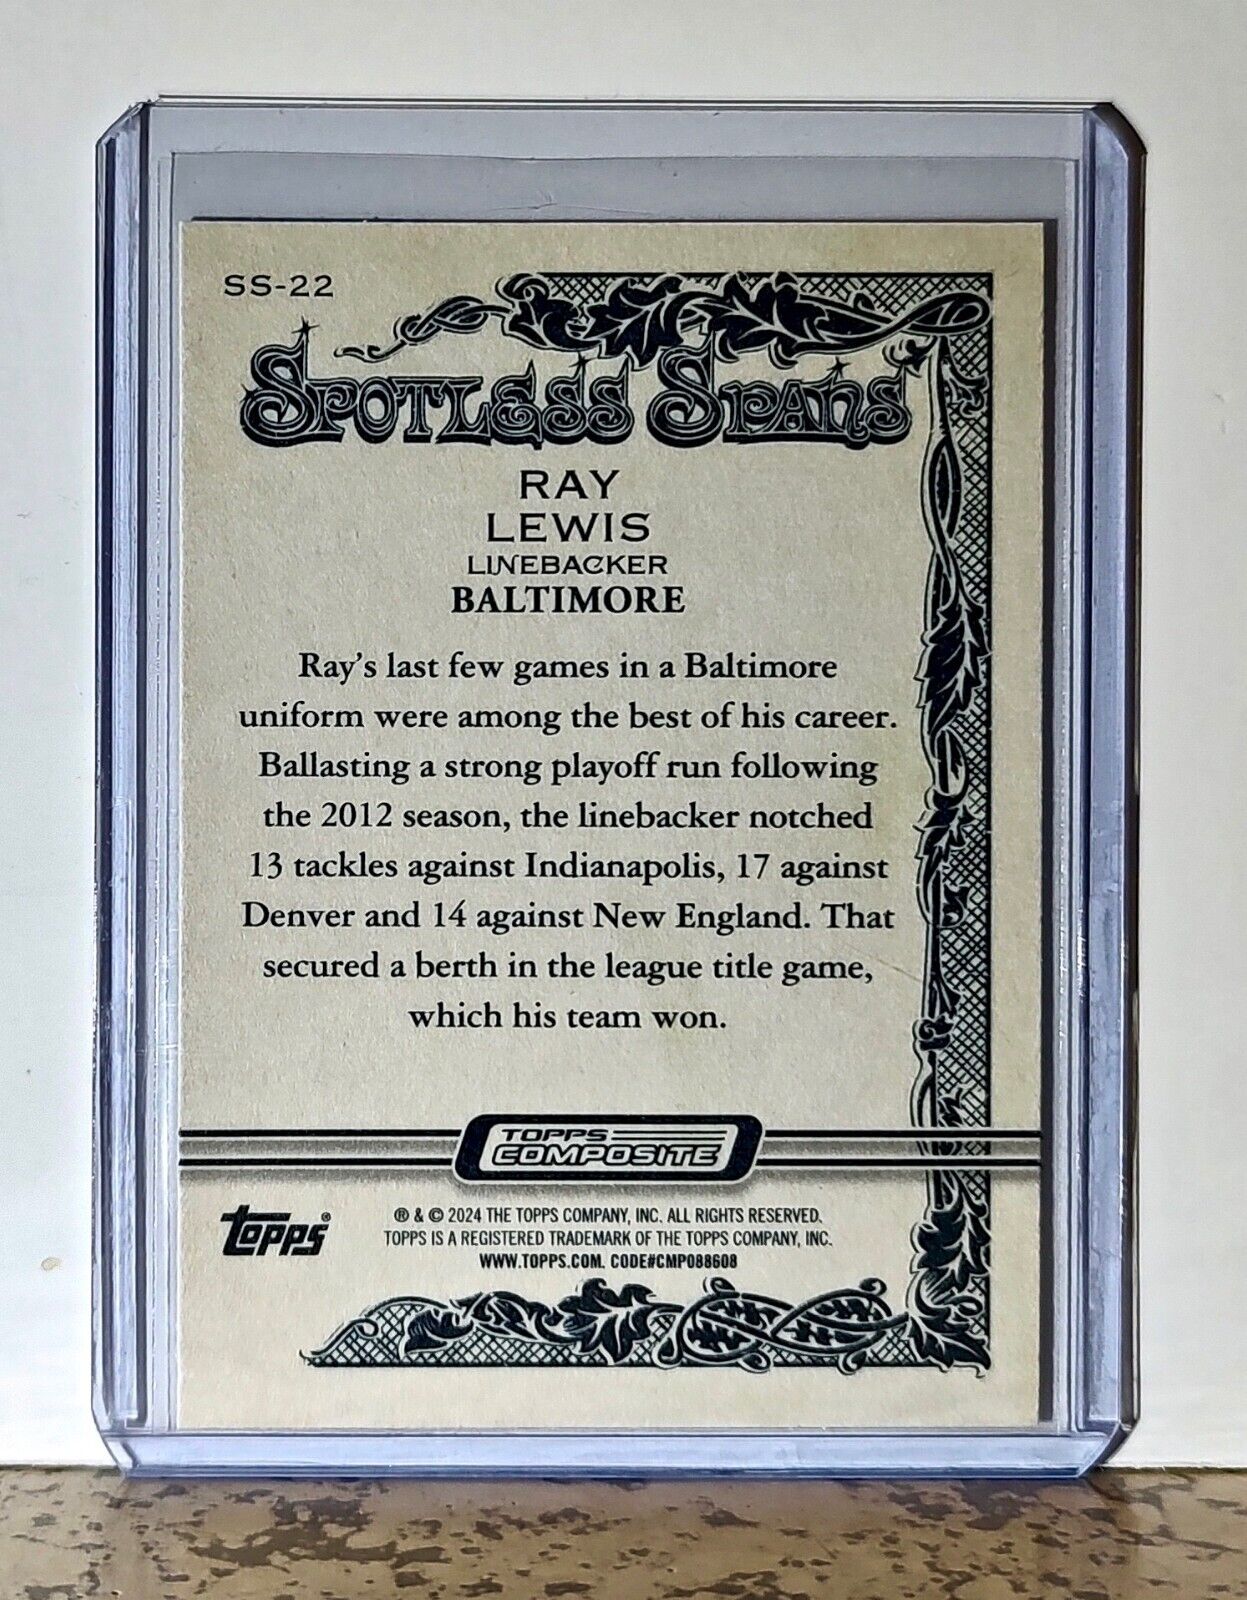 SS-22
SPOTLESS SPANS
RAY
LEWIS
LINEBACKER
BALTIMORE
Ray's last few games in a Baltimore
uniform were among the best of his career.
Ballasting a strong playoff run following
the 2012 season, the linebacker notched
13 tackles against Indianapolis, 17 against
Denver and 14 against New England. That
secured a berth in the league title game,
which his team won.
TOPPS
COMPOSITE
topps®
® & © 2024 THE TOPPS COMPANY, INC. ALL RIGHTS RESERVED.
TOPPS IS A REGISTERED TRADEMARK OF THE TOPPS COMPANY, INC.
WWW.TOPPS.COM. CODE#CMP088608